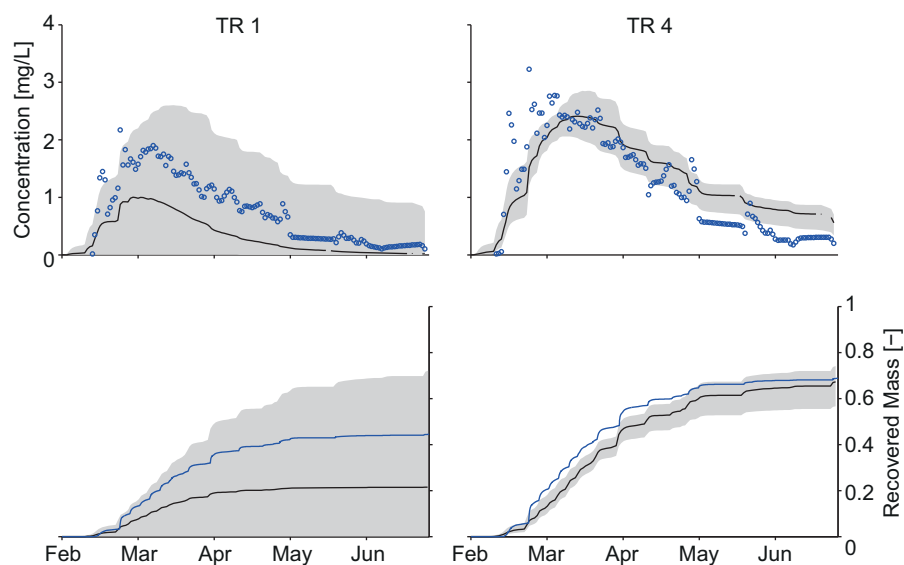 TR 1
TR 4
Concentration [mg/L]
4
3
2
1
0
1
0.8
0.6
0.4
0.2
0
Recovered Mass [−]
Feb Mar Apr May Jun
Feb Mar Apr May Jun